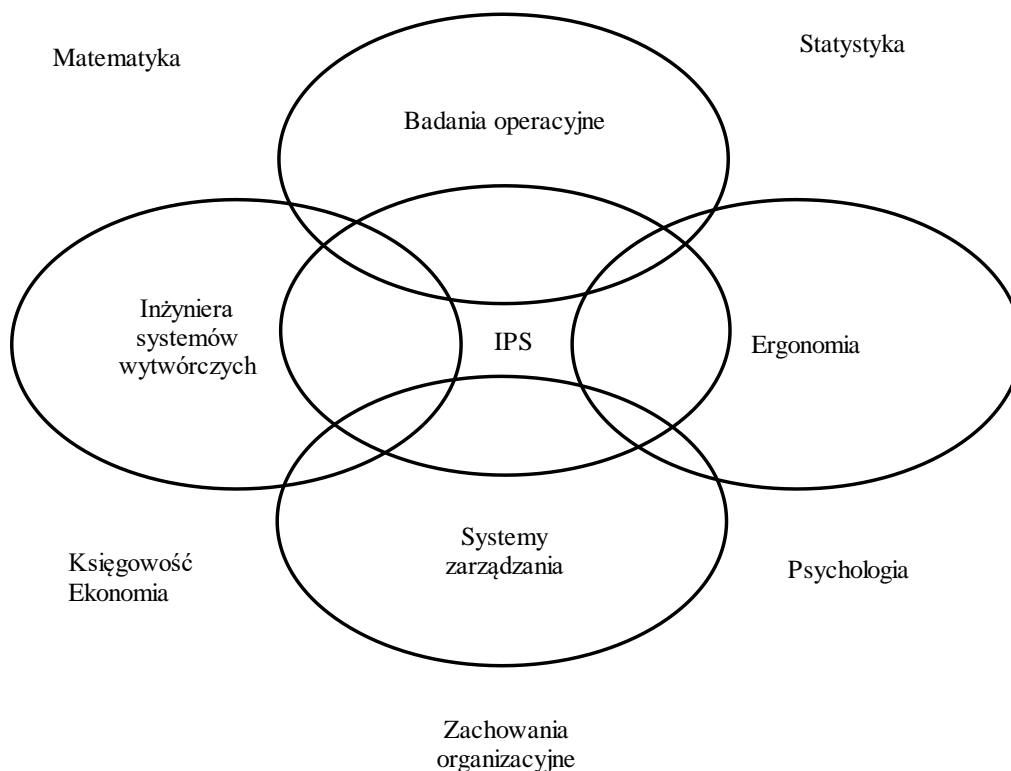 Matematyka
Statystyka
Badania operacyjne
Inżyniera
systemów
wytwórczych
IPS
Ergonomia
Systemy
zarządzania
Księgowość
Ekonomia
Psychologia
Zachowania
organizacyjne